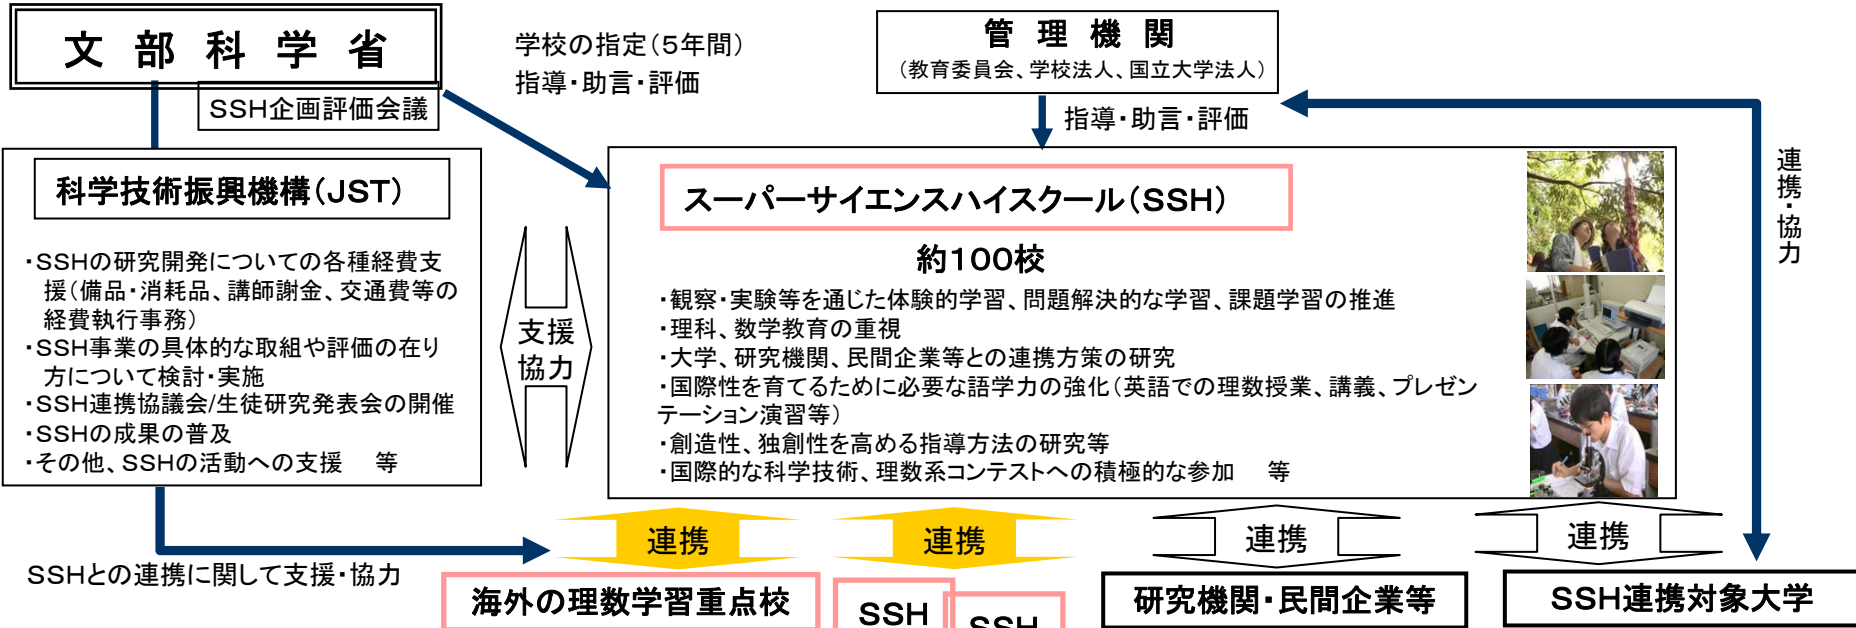 文部科学省
SSH企画評価会議
学校の指定(5年間)
指導・助言・評価
管理機関
(教育委員会、学校法人、国立大学法人)
指導・助言・評価
連携・協力
科学技術振興機構(JST)
・SSHの研究開発についての各種経費支
援(備品・消耗品、講師謝金、交通費等の
経費執行事務)
・SSH事業の具体的な取組や評価の在り
方について検討・実施
・SSH連携協議会/生徒研究発表会の開催
・SSHの成果の普及
・その他、SSHの活動への支援 等
支援
協力
スーパーサイエンスハイスクール(SSH)
約100校
・観察・実験等を通じた体験的学習、問題解決的な学習、課題学習の推進
・理科、数学教育の重視
・大学、研究機関、民間企業等との連携方策の研究
・国際性を育てるために必要な語学力の強化(英語での理数授業、講義、プレゼン
テーション演習等)
・創造性、独創性を高める指導方法の研究等
・国際的な科学技術、理数系コンテストへの積極的な参加 等
SSHとの連携に関して支援・協力
連携
連携
連携
連携
海外の理数学習重点校
SSH
SSH
研究機関・民間企業等
SSH連携対象大学